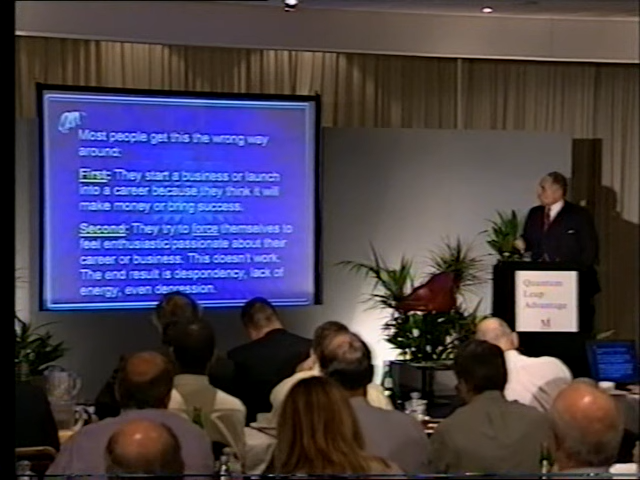 Most people get this the wrong way
around:
First: They start a business or launch
into a career because they think it will
make money or bring success.
Second: They try to force themselves to
feel enthusiastic/passionate about their
career or business. This doesn't work.
The end result is despondency, lack of
energy, even depression.
Quantum
Leap
Advantage
M